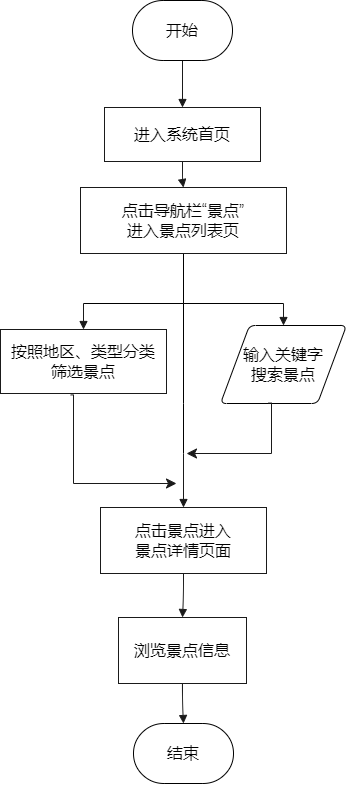 开始
进入系统首页
点击导航栏“景点”
进入景点列表页
按照地区、类型分类
筛选景点
输入关键字
搜索景点
点击景点进入
景点详情页面
浏览景点信息
结束